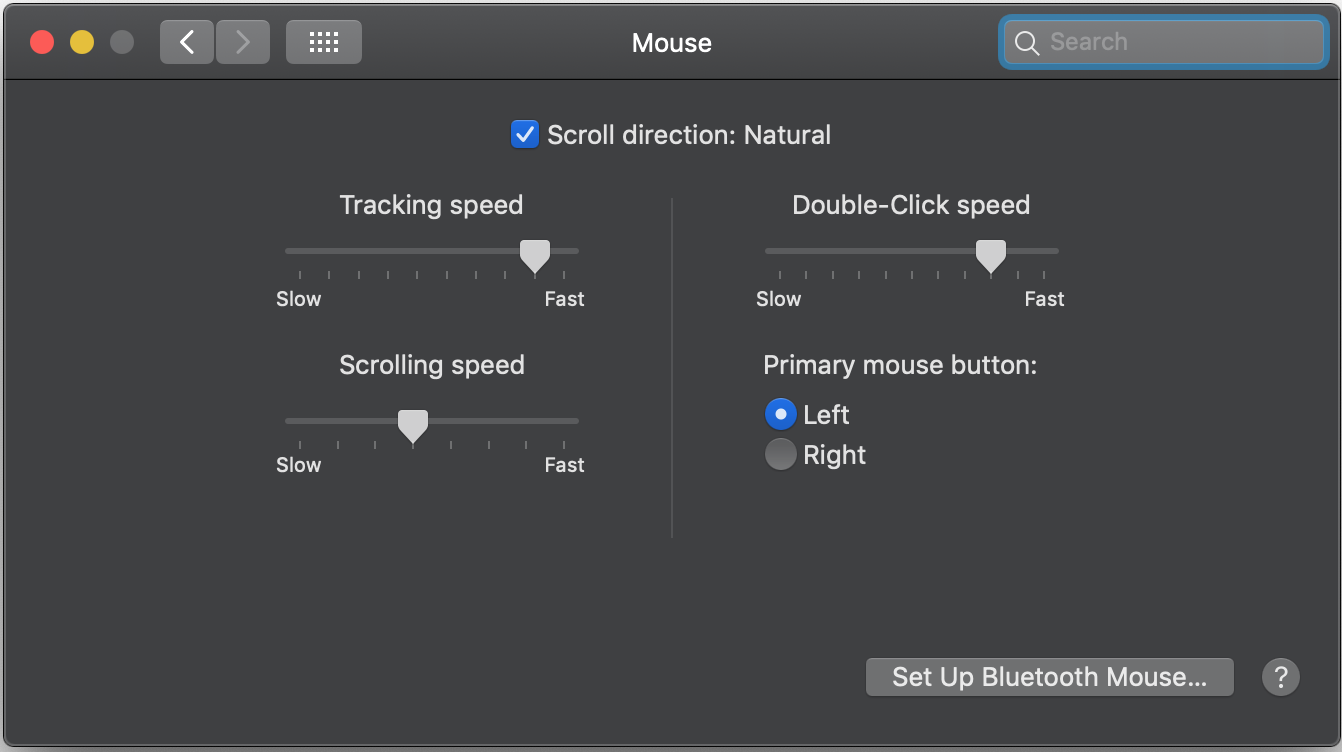 Mouse
Search
Scroll direction: Natural
Tracking speed
Slow
Fast
Scrolling speed
Slow
Fast
Double-Click speed
Slow
Fast
Primary mouse button:
Left
Right
Set Up Bluetooth Mouse...
?